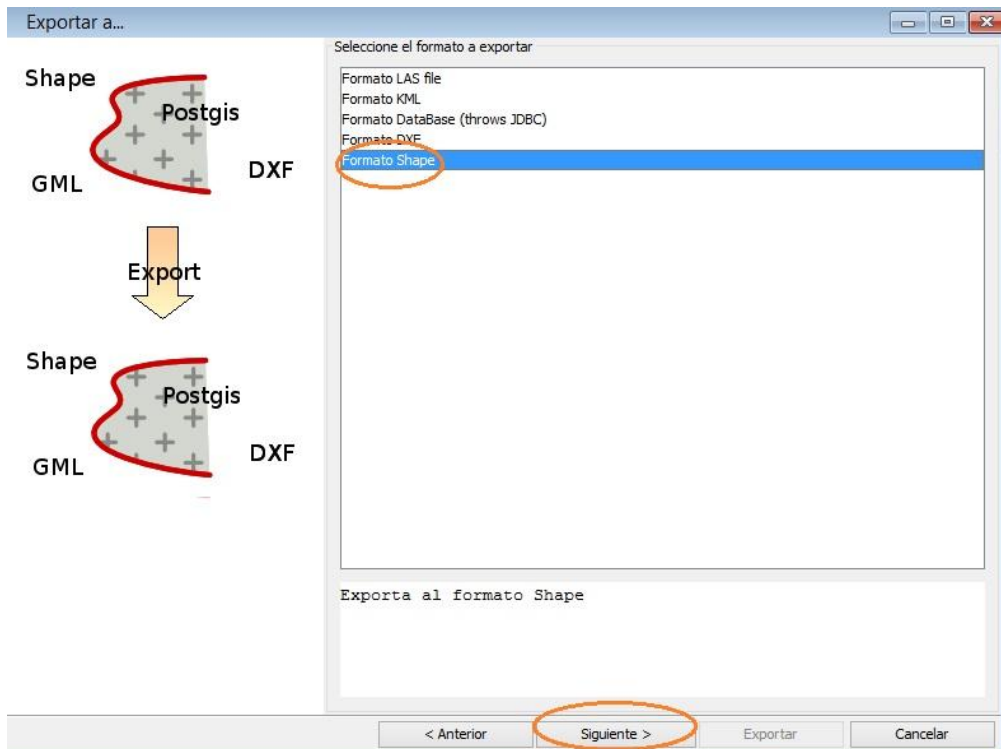 Exportar a...
Shape
Postgis
GML
DXF
Export
Shape
Postgis
GML
DXF
Seleccione el formato a exportar
Formato LAS file
Formato KML
Formato DataBase (throws JDBC)
Formato DXF
Formato Shape
Exporta al formato Shape
< Anterior
Siguiente >
Exportar
Cancelar